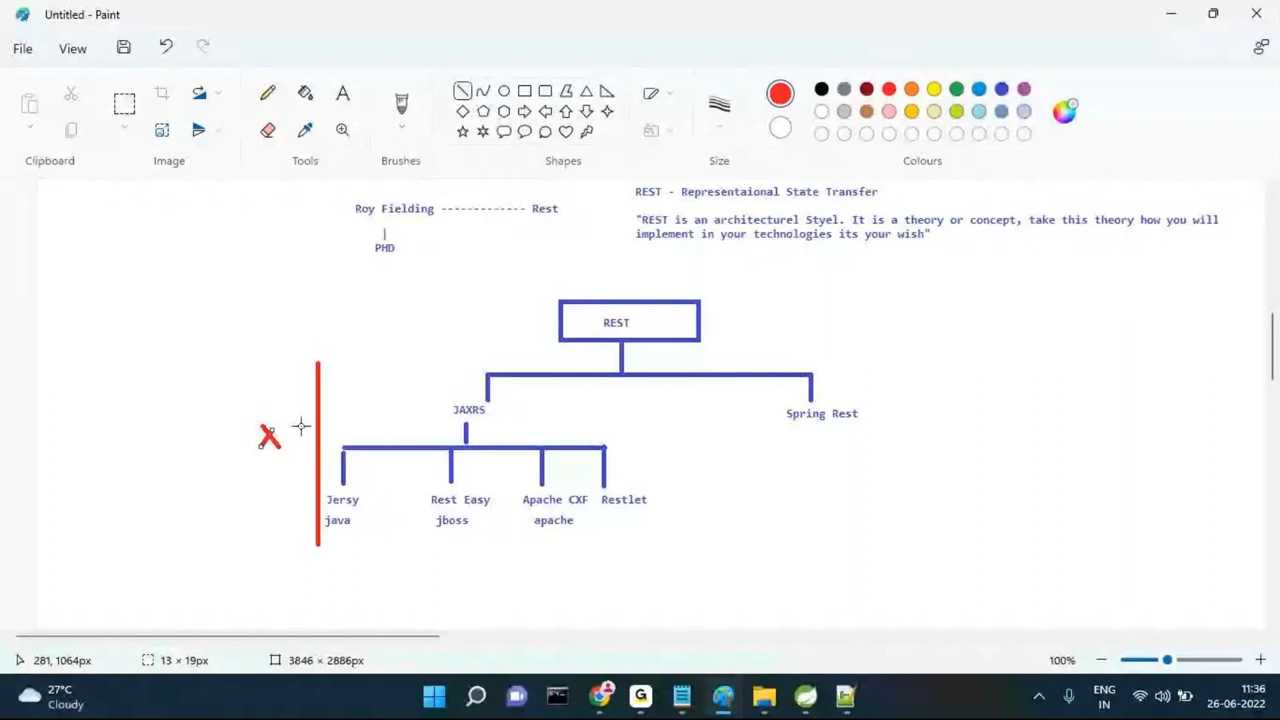 Untitled - Paint
File View
Clipboard Image Tools Brushes Shapes Size Colours
REST - Representaional State Transfer
Roy Fielding ------------ Rest
"REST is an architecturel Styel. It is a theory or concept, take this theory how you will
implement in your technologies its your wish"
|
PHD
REST
JAXRS
Spring Rest
Jersy Rest Easy Apache CXF Restlet
java jboss apache
X
281, 1064px 13 × 19px 3846 × 2886px 100%
27°C
Cloudy
ENG
IN
11:36
26-06-2022